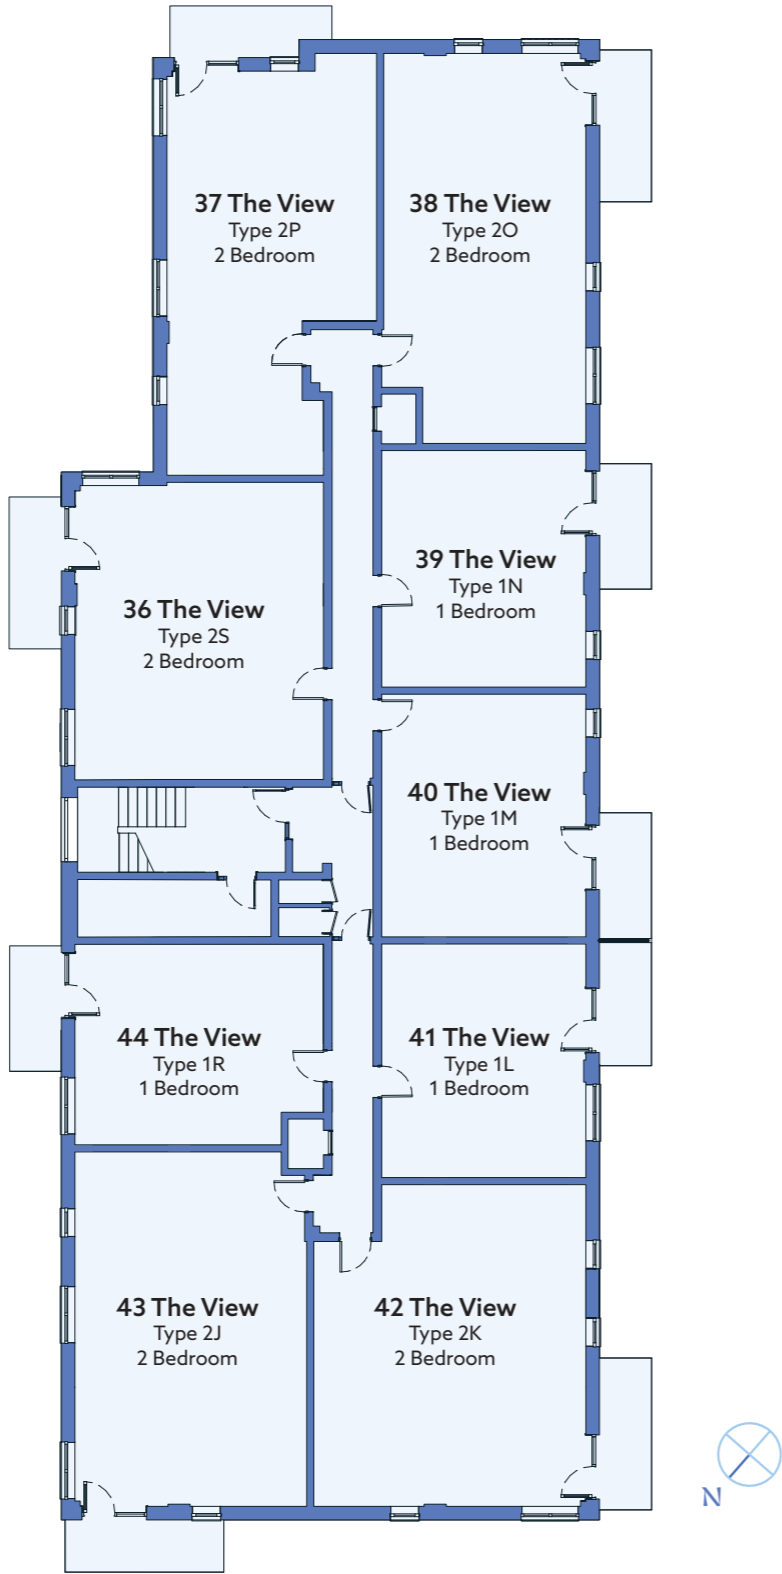 37 The View
Type 2P
2 Bedroom
38 The View
Type 2O
2 Bedroom
39 The View
Type 1N
1 Bedroom
36 The View
Type 2S
2 Bedroom
40 The View
Type 1M
1 Bedroom
44 The View
Type 1R
1 Bedroom
41 The View
Type 1L
1 Bedroom
43 The View
Type 2J
2 Bedroom
42 The View
Type 2K
2 Bedroom
N